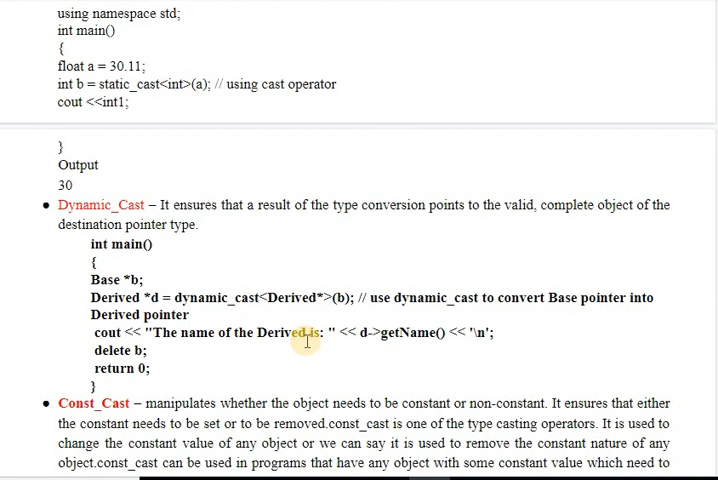 using namespace std;
int main()
{
float a = 30.11;
int b = static_cast<int>(a); // using cast operator
cout <<int1;
}
Output
30
● Dynamic_Cast – It ensures that a result of the type conversion points to the valid, complete object of the
destination pointer type.
int main()
{
Base *b;
Derived *d = dynamic_cast<Derived*>(b); // use dynamic_cast to convert Base pointer into
Derived pointer
cout << "The name of the Derived is: " << d->getName() << '\n';
delete b;
return 0;
}
● Const_Cast – manipulates whether the object needs to be constant or non-constant. It ensures that either
the constant needs to be set or to be removed.const_cast is one of the type casting operators. It is used to
change the constant value of any object or we can say it is used to remove the constant nature of any
object.const_cast can be used in programs that have any object with some constant value which need to